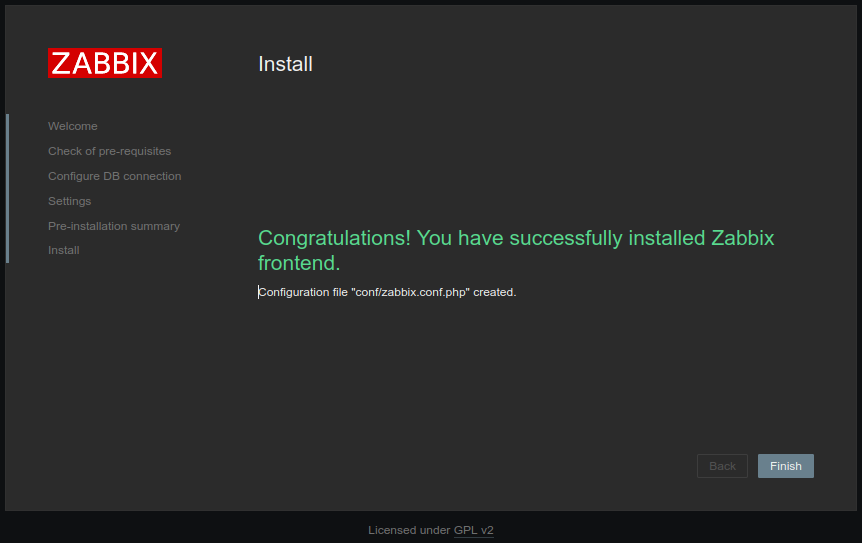 ZABBIX
Install
Welcome
Check of pre-requisites
Configure DB connection
Settings
Pre-installation summary
Install
Congratulations! You have successfully installed Zabbix
frontend.
Configuration file "conf/zabbix.conf.php" created.
Back
Finish
Licensed under GPL v2